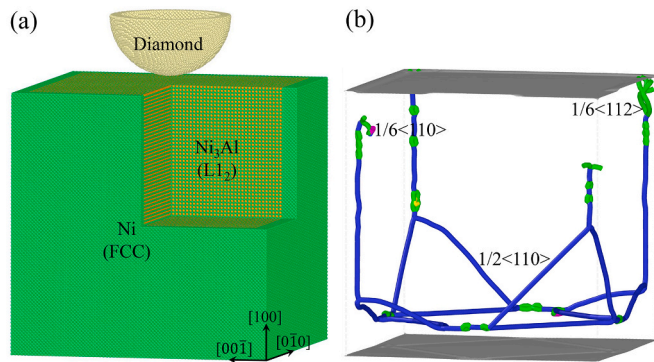 (a)
Diamond
Ni₃Al
(L1₂)
Ni
(FCC)
[100]
[001̄]
[01̄0]
(b)
1/6<110>
1/6<112>
1/2<110>